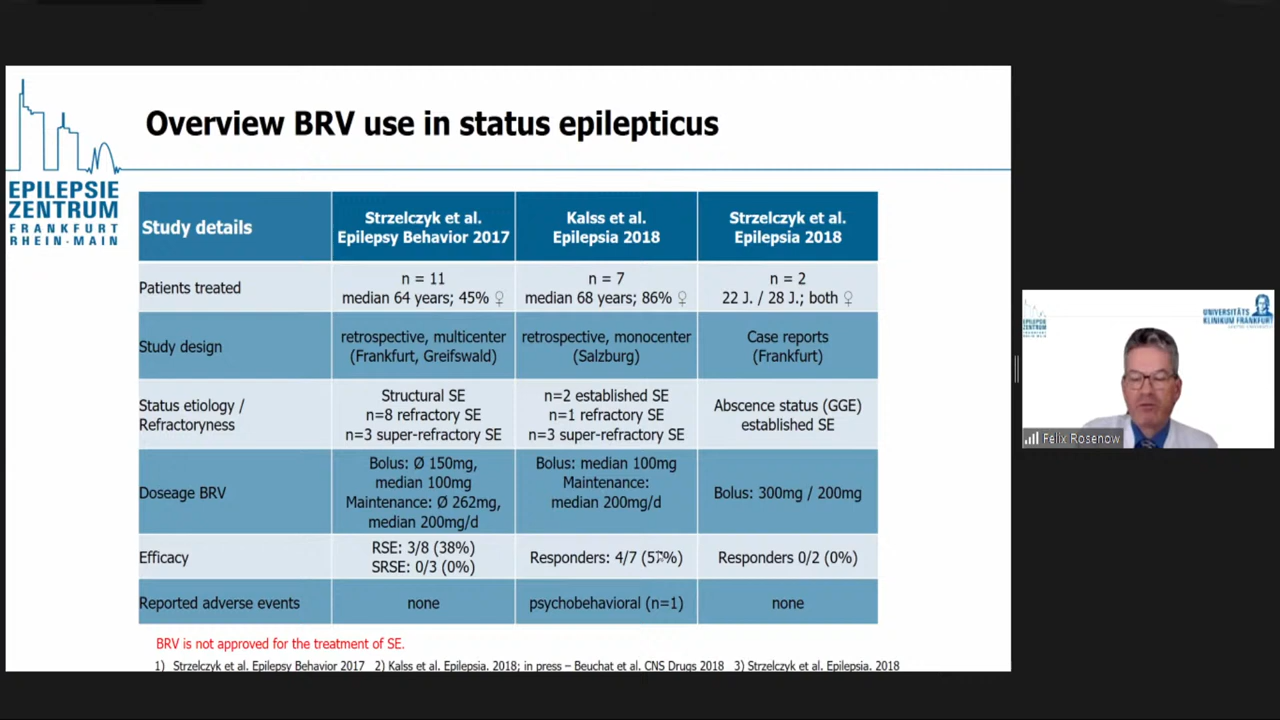 Overview BRV use in status epilepticus
EPILEPSIE
ZENTRUM
FRANKFURT
RHEIN-MAIN
Study details
Strzelczyk et al.
Epilepsy Behavior 2017
Kalss et al.
Epilepsia 2018
Strzelczyk et al.
Epilepsia 2018
Patients treated
n = 11
median 64 years; 45% ♀
n = 7
median 68 years; 86% ♀
n = 2
22 J. / 28 J.; both ♀
Study design
retrospective, multicenter
(Frankfurt, Greifswald)
retrospective, monocenter
(Salzburg)
Case reports
(Frankfurt)
Status etiology /
Refractoryness
Structural SE
n=8 refractory SE
n=3 super-refractory SE
n=2 established SE
n=1 refractory SE
n=3 super-refractory SE
Abscence status (GGE)
established SE
Doseage BRV
Bolus: Ø 150mg,
median 100mg
Maintenance: Ø 262mg,
median 200mg/d
Bolus: median 100mg
Maintenance:
median 200mg/d
Bolus: 300mg / 200mg
Efficacy
RSE: 3/8 (38%)
SRSE: 0/3 (0%)
Responders: 4/7 (57%)
Responders 0/2 (0%)
Reported adverse events
none
psychobehavioral (n=1)
none
BRV is not approved for the treatment of SE.
1) Strzelczyk et al. Epilepsy Behavior 2017 2) Kalss et al. Epilepsia. 2018; in press – Beuchat et al. CNS Drugs 2018 3) Strzelczyk et al. Epilepsia. 2018
UNIVERSITÄTS
KLINIKUM FRANKFURT
Felix Rosenow